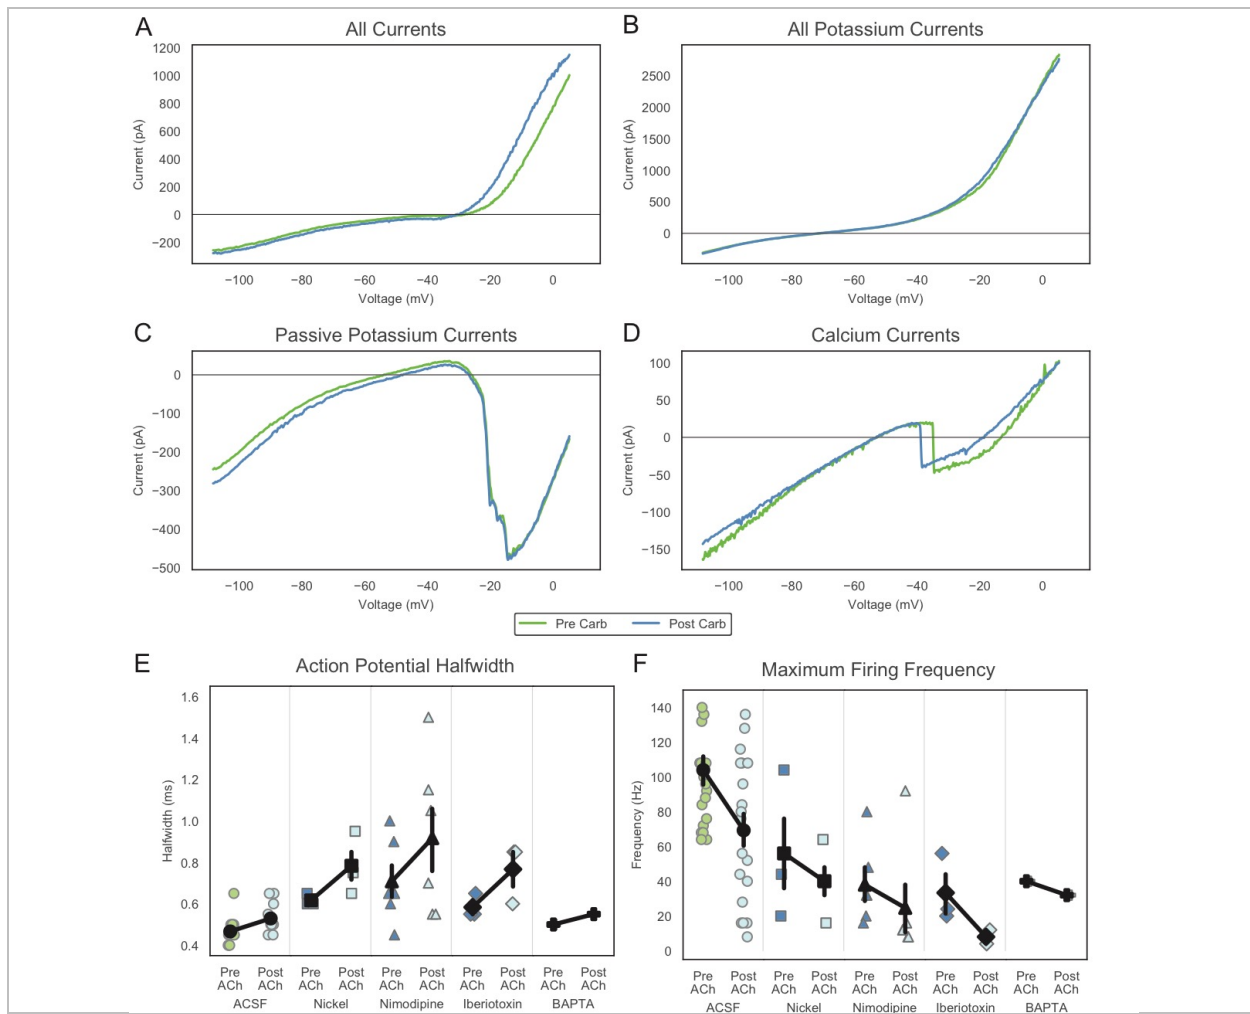 A
All Currents
1200
1000
800
600
400
200
0
−200
Current (pA)
−100
−80
−60
−40
−20
0
Voltage (mV)
B
All Potassium Currents
2500
2000
1500
1000
500
0
Current (pA)
−100
−80
−60
−40
−20
0
Voltage (mV)
C
Passive Potassium Currents
0
−100
−200
−300
−400
−500
Current (pA)
−100
−80
−60
−40
−20
0
Voltage (mV)
D
Calcium Currents
100
50
0
−50
−100
−150
Current (pA)
−100
−80
−60
−40
−20
0
Voltage (mV)
Pre Carb
Post Carb
E
Action Potential Halfwidth
1.6
1.4
1.2
1.0
0.8
0.6
0.4
Halfwidth (ms)
Pre ACh
Post ACh
Pre ACh
Post ACh
Pre ACh
Post ACh
Pre ACh
Post ACh
Pre ACh
Post ACh
ACSF
Nickel
Nimodipine
Iberiotoxin
BAPTA
F
Maximum Firing Frequency
140
120
100
80
60
40
20
0
Frequency (Hz)
Pre ACh
Post ACh
Pre ACh
Post ACh
Pre ACh
Post ACh
Pre ACh
Post ACh
Pre ACh
Post ACh
ACSF
Nickel
Nimodipine
Iberiotoxin
BAPTA